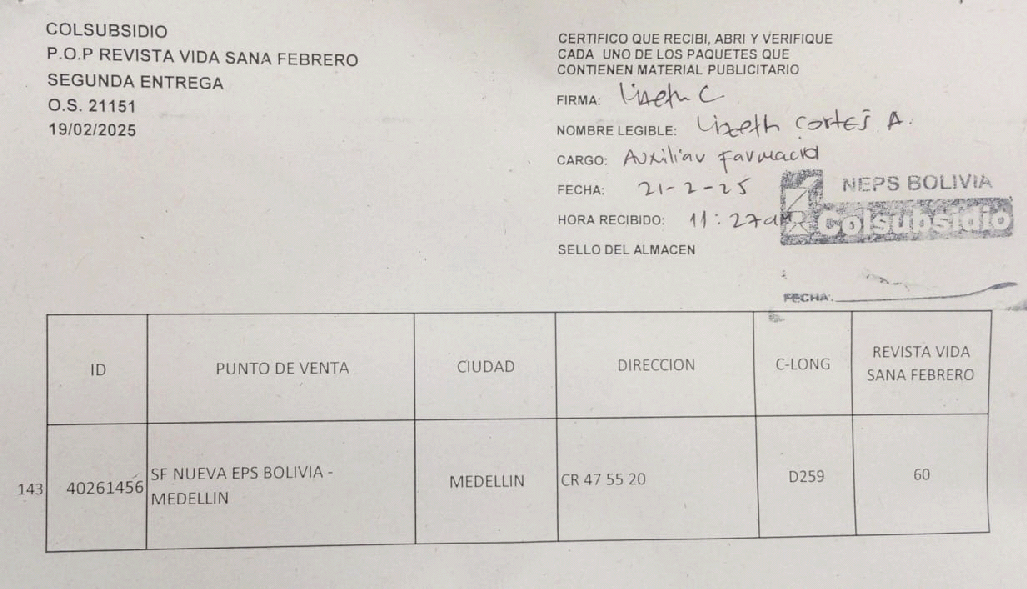 COLSUBSIDIO
P.O.P REVISTA VIDA SANA FEBRERO
SEGUNDA ENTREGA
O.S. 21151
19/02/2025
CERTIFICO QUE RECIBI, ABRI Y VERIFIQUE
CADA UNO DE LOS PAQUETES QUE
CONTIENEN MATERIAL PUBLICITARIO
FIRMA: Lizeth C
NOMBRE LEGIBLE: Lizeth Cortes A.
CARGO: Auxiliar farmacia
FECHA: 21-2-25
HORA RECIBIDO: 11:27am
SELLO DEL ALMACEN
NEPS BOLIVIA
Colsubsidio
FECHA:
ID PUNTO DE VENTA CIUDAD DIRECCION C-LONG REVISTA VIDA
SANA FEBRERO
143 40261456 SF NUEVA EPS BOLIVIA - MEDELLIN CR 47 55 20 D259 60
MEDELLIN